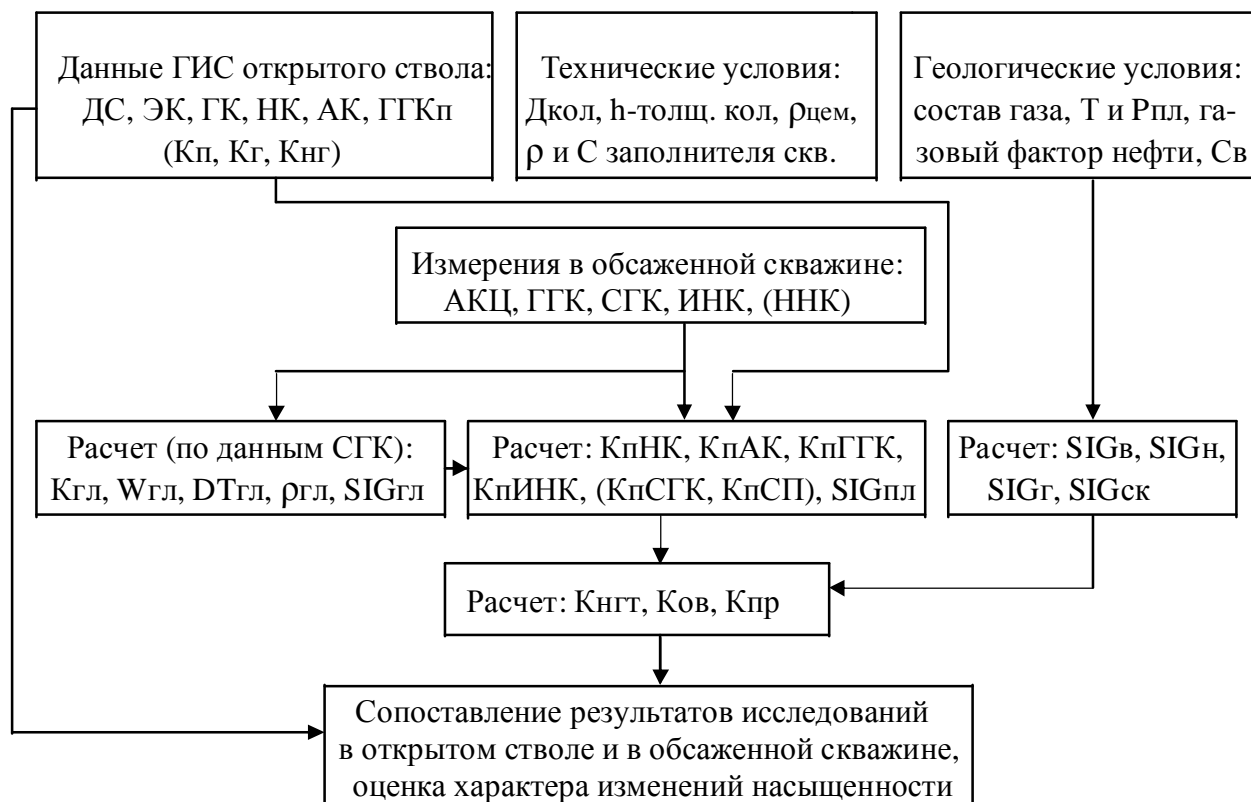 Данные ГИС открытого ствола:
ДС, ЭК, ГК, НК, АК, ГГКп
(Кп, Кг, Кнг)
Технические условия:
Дкол, h-толщ. кол, ρцем,
ρ и С заполнителя скв.
Геологические условия:
состав газа, Т и Рпл, га-
зовый фактор нефти, Св
Измерения в обсаженной скважине:
АКЦ, ГГК, СГК, ИНК, (ННК)
Расчет (по данным СГК):
Кгл, Wгл, DTгл, ρгл, SIGгл
Расчет: КпНК, КпАК, КпГГК,
КпИНК, (КпСГК, КпСП), SIGпл
Расчет: SIGв, SIGн,
SIGг, SIGск
Расчет: Кнгт, Ков, Кпр
Сопоставление результатов исследований
в открытом стволе и в обсаженной скважине,
оценка характера изменений насыщенности